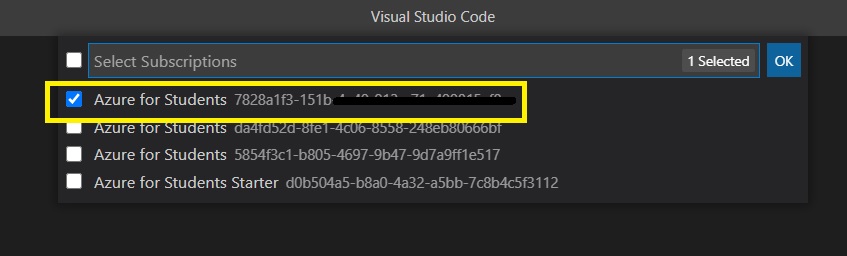 Visual Studio Code
Select Subscriptions 1 Selected OK
Azure for Students 7828a1f3-151b
Azure for Students da4fd52d-8fe1-4c06-8558-248eb80666bf
Azure for Students 5854f3c1-b805-4697-9b47-9d7a9ff1e517
Azure for Students Starter d0b504a5-b8a0-4a32-a5bb-7c8b4c5f3112